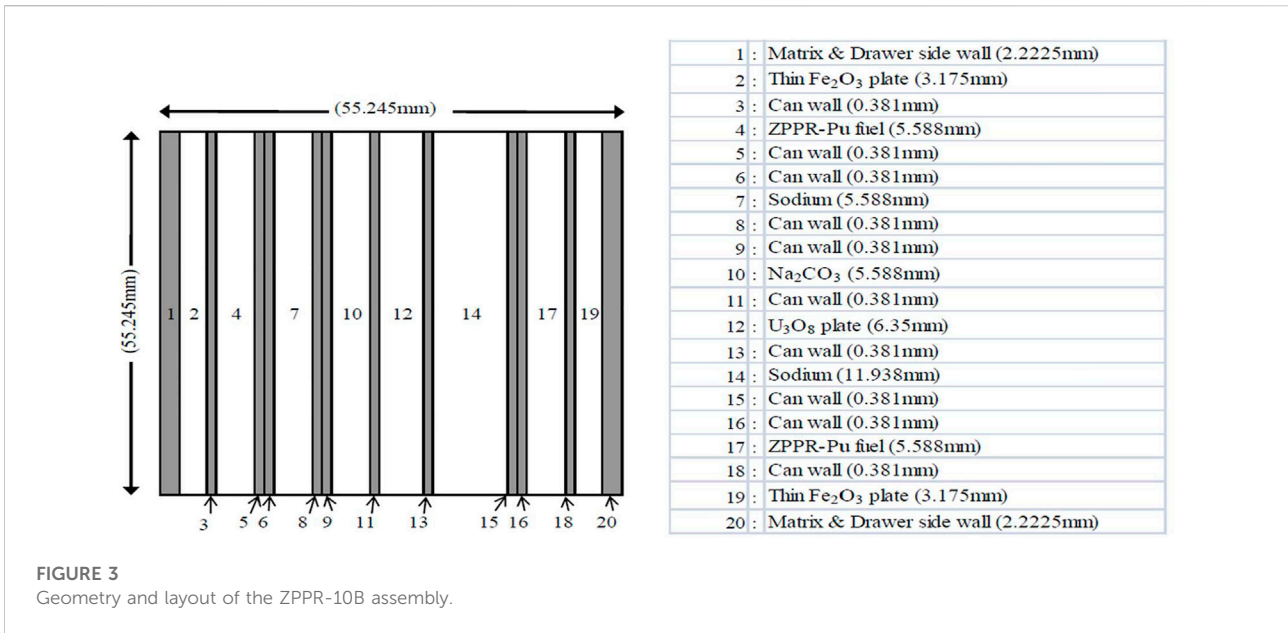 (55.245mm)
(55.245mm)
1 2 4 7 10 12 14 17 19
3 5 6 8 9 11 13 15 16 18 20
1 : Matrix & Drawer side wall (2.2225mm)
2 : Thin Fe₂O₃ plate (3.175mm)
3 : Can wall (0.381mm)
4 : ZPPR-Pu fuel (5.588mm)
5 : Can wall (0.381mm)
6 : Can wall (0.381mm)
7 : Sodium (5.588mm)
8 : Can wall (0.381mm)
9 : Can wall (0.381mm)
10 : Na₂CO₃ (5.588mm)
11 : Can wall (0.381mm)
12 : U₃O₈ plate (6.35mm)
13 : Can wall (0.381mm)
14 : Sodium (11.938mm)
15 : Can wall (0.381mm)
16 : Can wall (0.381mm)
17 : ZPPR-Pu fuel (5.588mm)
18 : Can wall (0.381mm)
19 : Thin Fe₂O₃ plate (3.175mm)
20 : Matrix & Drawer side wall (2.2225mm)
FIGURE 3
Geometry and layout of the ZPPR-10B assembly.